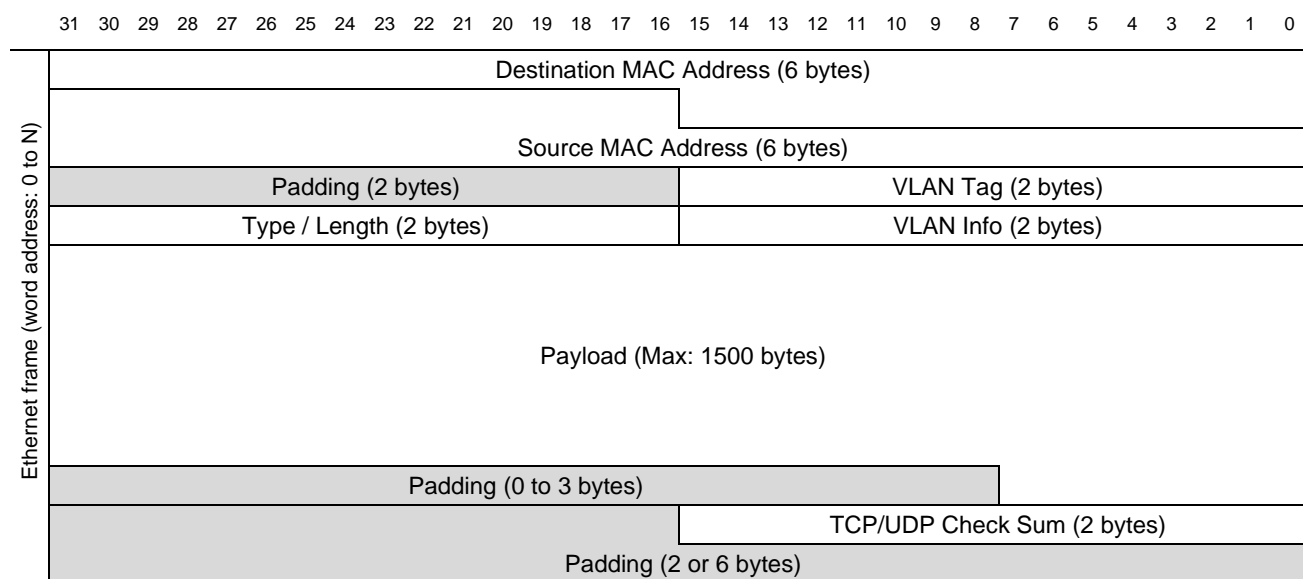 31 30 29 28 27 26 25 24 23 22 21 20 19 18 17 16 15 14 13 12 11 10 9 8 7 6 5 4 3 2 1 0
Ethernet frame (word address: 0 to N)
Destination MAC Address (6 bytes)
Source MAC Address (6 bytes)
Padding (2 bytes) VLAN Tag (2 bytes)
Type / Length (2 bytes) VLAN Info (2 bytes)
Payload (Max: 1500 bytes)
Padding (0 to 3 bytes)
TCP/UDP Check Sum (2 bytes)
Padding (2 or 6 bytes)